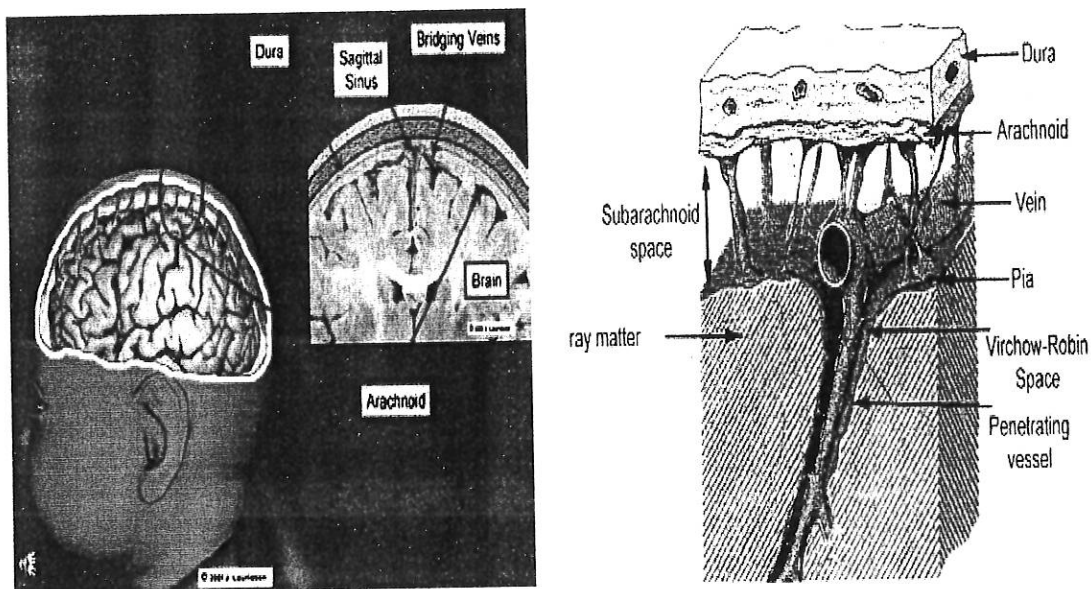 Dura
Bridging Veins
Sagittal
Sinus
Brain
Arachnoid
Dura
Arachnoid
Vein
Subarachnoid
space
Pia
ray matter
Virchow-Robin
Space
Penetrating
vessel